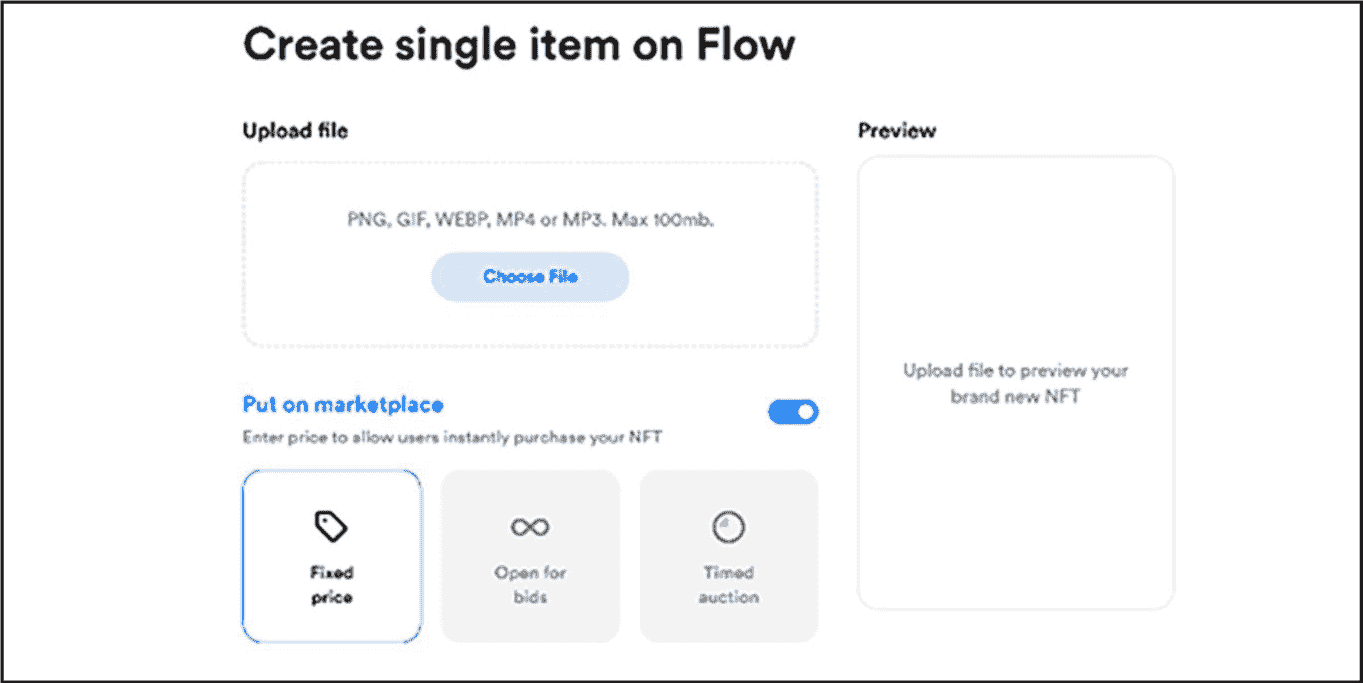 Create single item on Flow
Upload file
Preview
PNG, GIF, WEBP, MP4 or MP3. Max 100mb.
Choose File
Upload file to preview your
brand new NFT
Put on marketplace
Enter price to allow users instantly purchase your NFT
Fixed
price
Open for
bids
Timed
auction